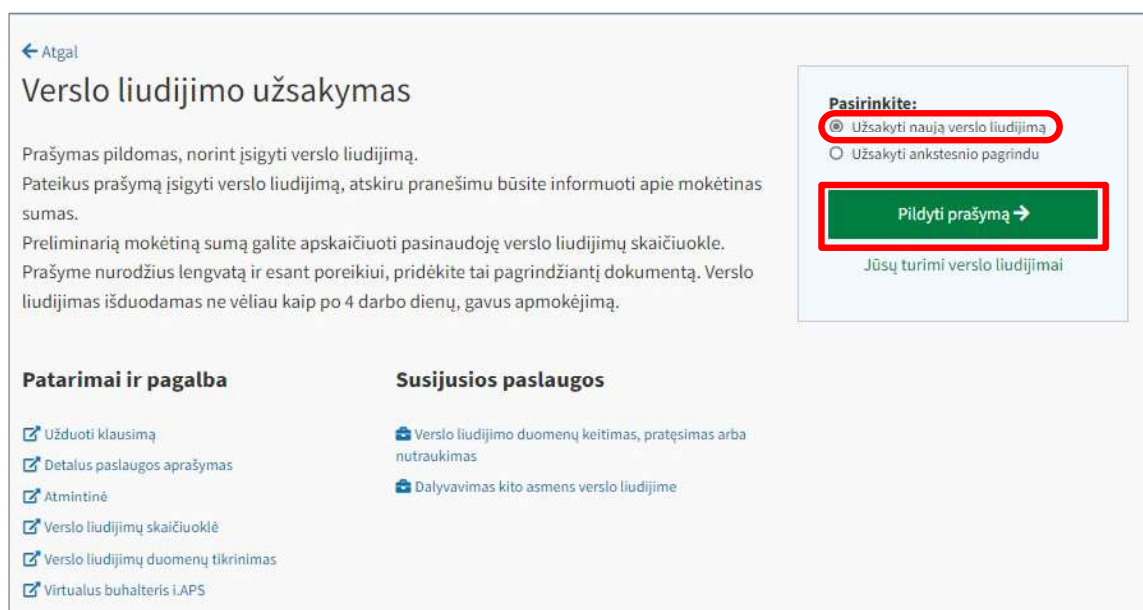 Atgal
Verslo liudijimo užsakymas
Prašymas pildomas, norint įsigyti verslo liudijimą.
Pateikus prašymą įsigyti verslo liudijimą, atskiru pranešimu būsite informuoti apie mokėtinas
sumas.
Preliminarią mokėtiną sumą galite apskaičiuoti pasinaudoję verslo liudijimų skaičiuokle.
Prašyme nurodžius lengvatą ir esant poreikiui, pridėkite tai pagrindžiantį dokumentą. Verslo
liudijimas išduodamas ne vėliau kaip po 4 darbo dienų, gavus apmokėjimą.
Pasirinkite:
Užsakyti naują verslo liudijimą
Užsakyti ankstesnio pagrindu
Pildyti prašymą
Jūsų turimi verslo liudijimai
Patarimai ir pagalba
Užduoti klausimą
Detalus paslaugos aprašymas
Atmintinė
Verslo liudijimų skaičiuoklė
Verslo liudijimų duomenų tikrinimas
Virtualus buhalteris i.APS
Susijusios paslaugos
Verslo liudijimo duomenų keitimas, pratęsimas arba
nutraukimas
Dalyvavimas kito asmens verslo liudijime